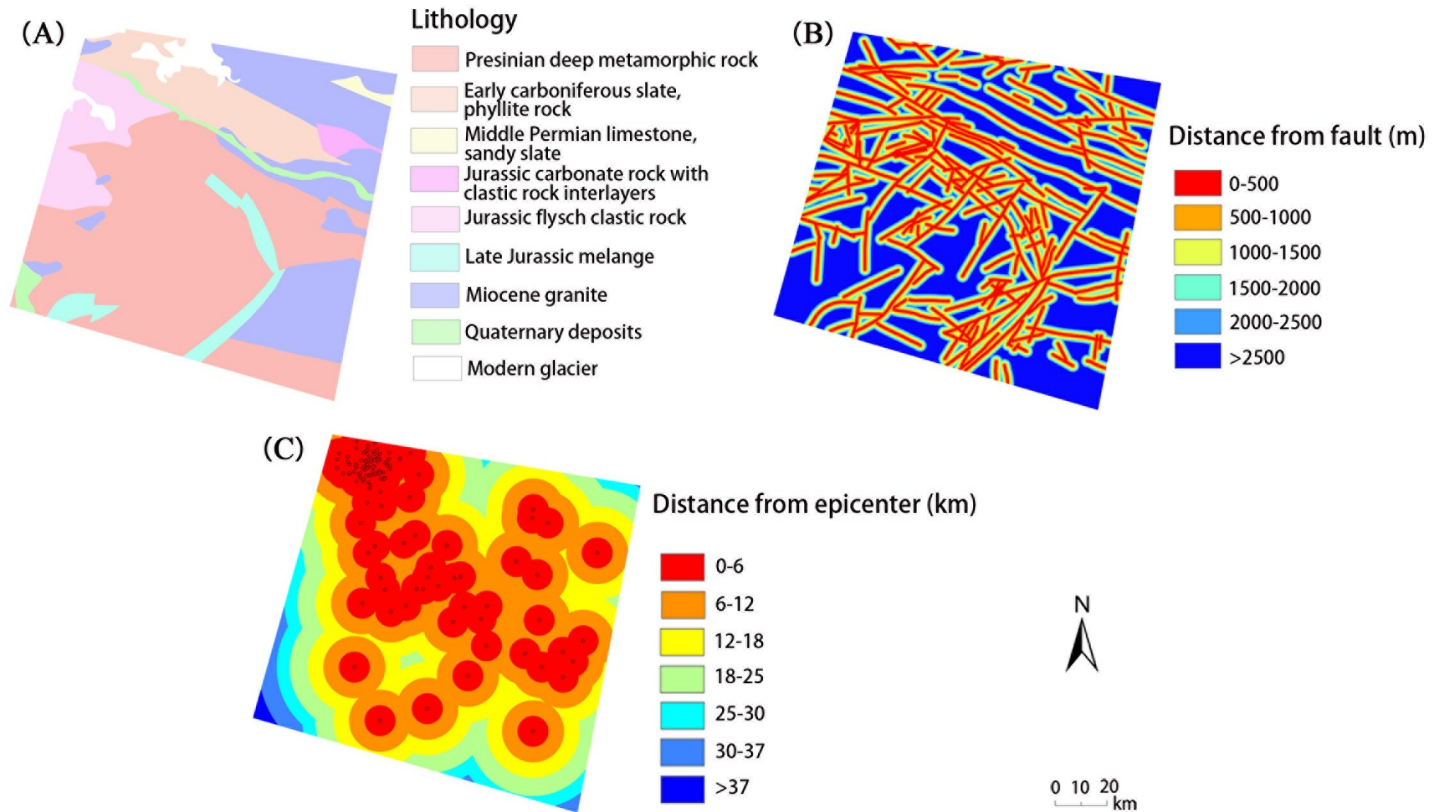 (A)
Lithology
Presinian deep metamorphic rock
Early carboniferous slate,
phyllite rock
Middle Permian limestone,
sandy slate
Jurassic carbonate rock with
clastic rock interlayers
Jurassic flysch clastic rock
Late Jurassic melange
Miocene granite
Quaternary deposits
Modern glacier
(B)
Distance from fault (m)
0-500
500-1000
1000-1500
1500-2000
2000-2500
>2500
(C)
Distance from epicenter (km)
0-6
6-12
12-18
18-25
25-30
30-37
>37
N
0 10 20
km